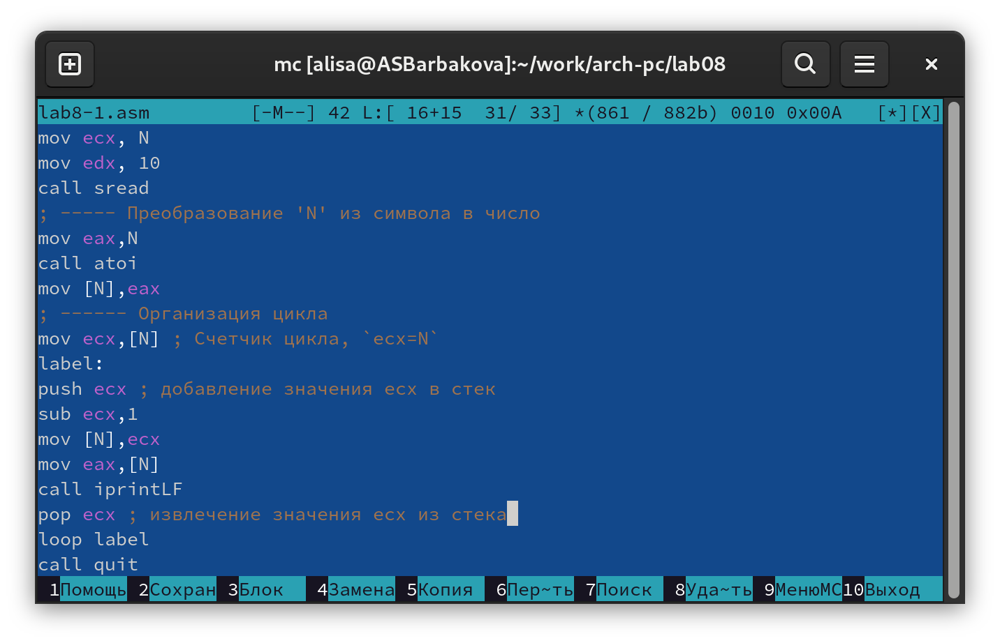 mc [alisa@ASBarbakova]:~/work/arch-pc/lab08
lab8-1.asm [-M--] 42 L:[ 16+15 31/ 33] *(861 / 882b) 0010 0x00A [*][X]
mov ecx, N
mov edx, 10
call sread
; ----- Преобразование 'N' из символа в число
mov eax,N
call atoi
mov [N],eax
; ------ Организация цикла
mov ecx,[N] ; Счетчик цикла, `ecx=N`
label:
push ecx ; добавление значения ecx в стек
sub ecx,1
mov [N],ecx
mov eax,[N]
call iprintLF
pop ecx ; извлечение значения ecx из стека
loop label
call quit
1Помощь 2Сохран 3Блок 4Замена 5Копия 6Пер~ть 7Поиск 8Уда~ть 9МенюMC 10Выход